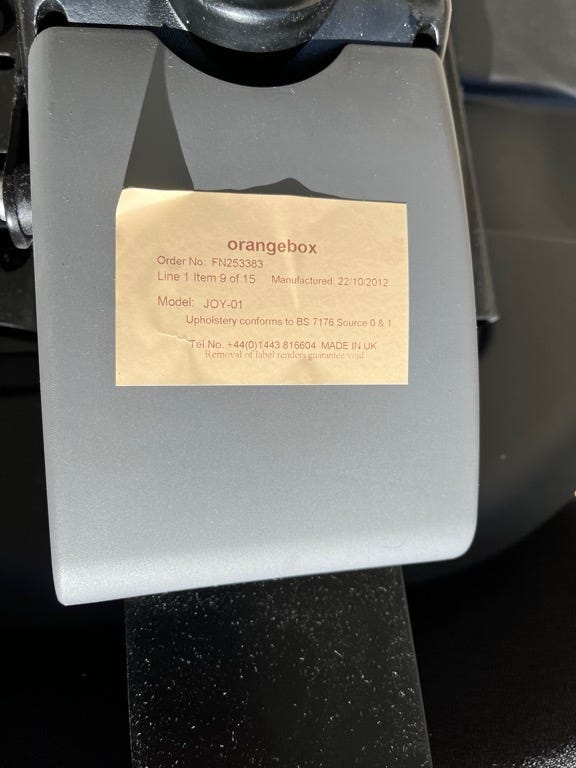 orangebox
Order No: FN253383
Line 1 Item 9 of 15 Manufactured: 22/10/2012
Model: JOY-01
Upholstery conforms to BS 7176 Source 0 & 1
Tel No. +44(0)1443 816604 MADE IN UK
Removal of label renders guarantee void